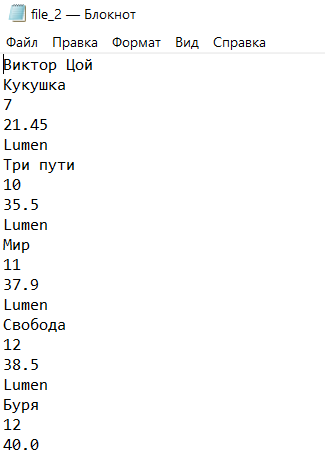 file_2 — Блокнот
Файл Правка Формат Вид Справка
Виктор Цой
Кукушка
7
21.45
Lumen
Три пути
10
35.5
Lumen
Мир
11
37.9
Lumen
Свобода
12
38.5
Lumen
Буря
12
40.0